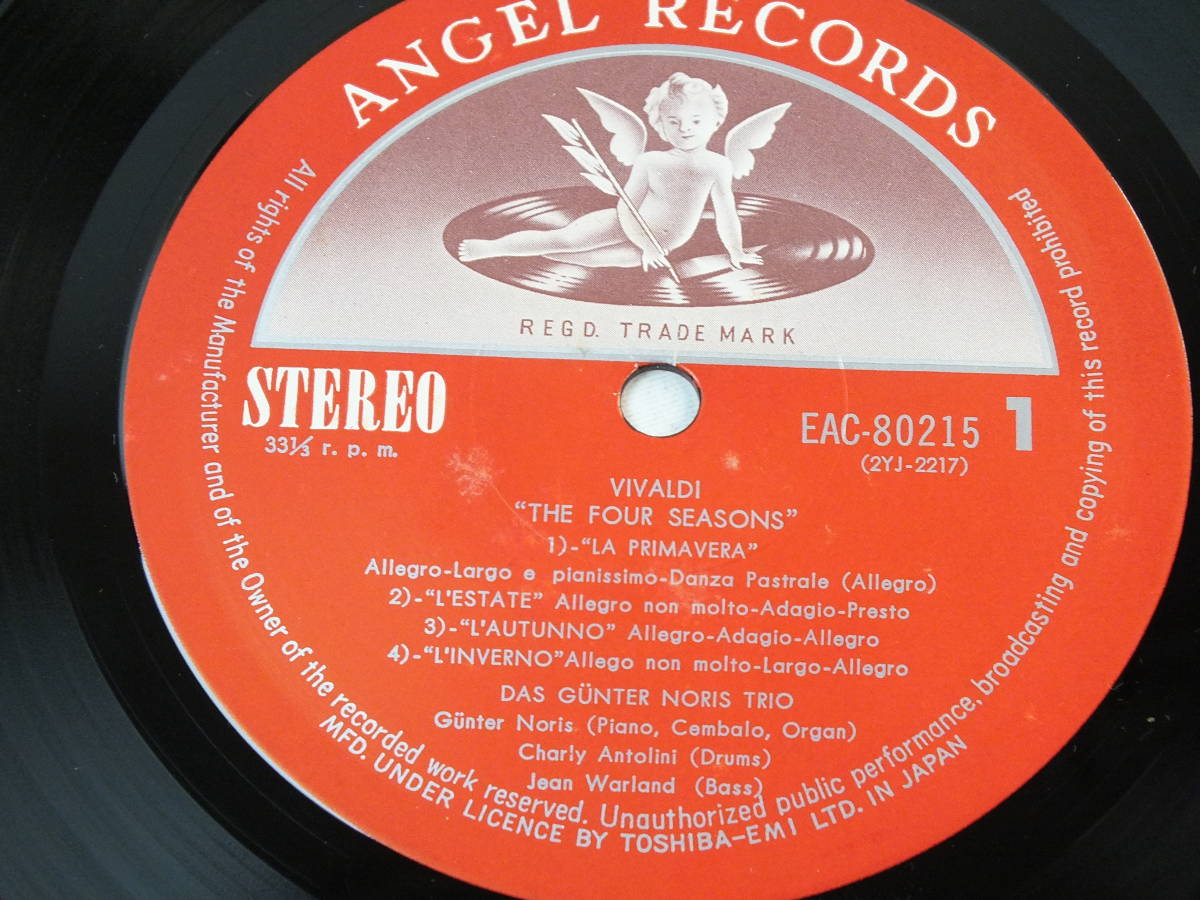 ANGEL RECORDS
REGD. TRADE MARK
STEREO
33⅓ r. p. m.
EAC-80215 1
(2YJ-2217)
VIVALDI
“THE FOUR SEASONS”
1)-“LA PRIMAVERA”
Allegro-Largo e pianissimo-Danza Pastrale (Allegro)
2)-“L'ESTATE” Allegro non molto-Adagio-Presto
3)-“L'AUTUNNO” Allegro-Adagio-Allegro
4)-“L'INVERNO”Allego non molto-Largo-Allegro
DAS GÜNTER NORIS TRIO
Günter Noris (Piano, Cembalo, Organ)
Charly Antolini (Drums)
Jean Warland (Bass)
All rights of the Manufacturer and of the Owner of the recorded work reserved. Unauthorized public performance, broadcasting and copying of this record prohibited
MFD. UNDER LICENCE BY TOSHIBA-EMI LTD. IN JAPAN